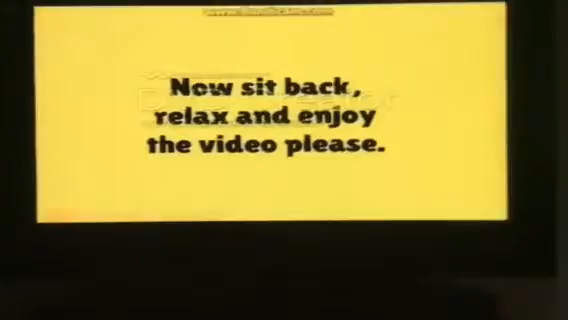 Now sit back,
relax and enjoy
the video please.